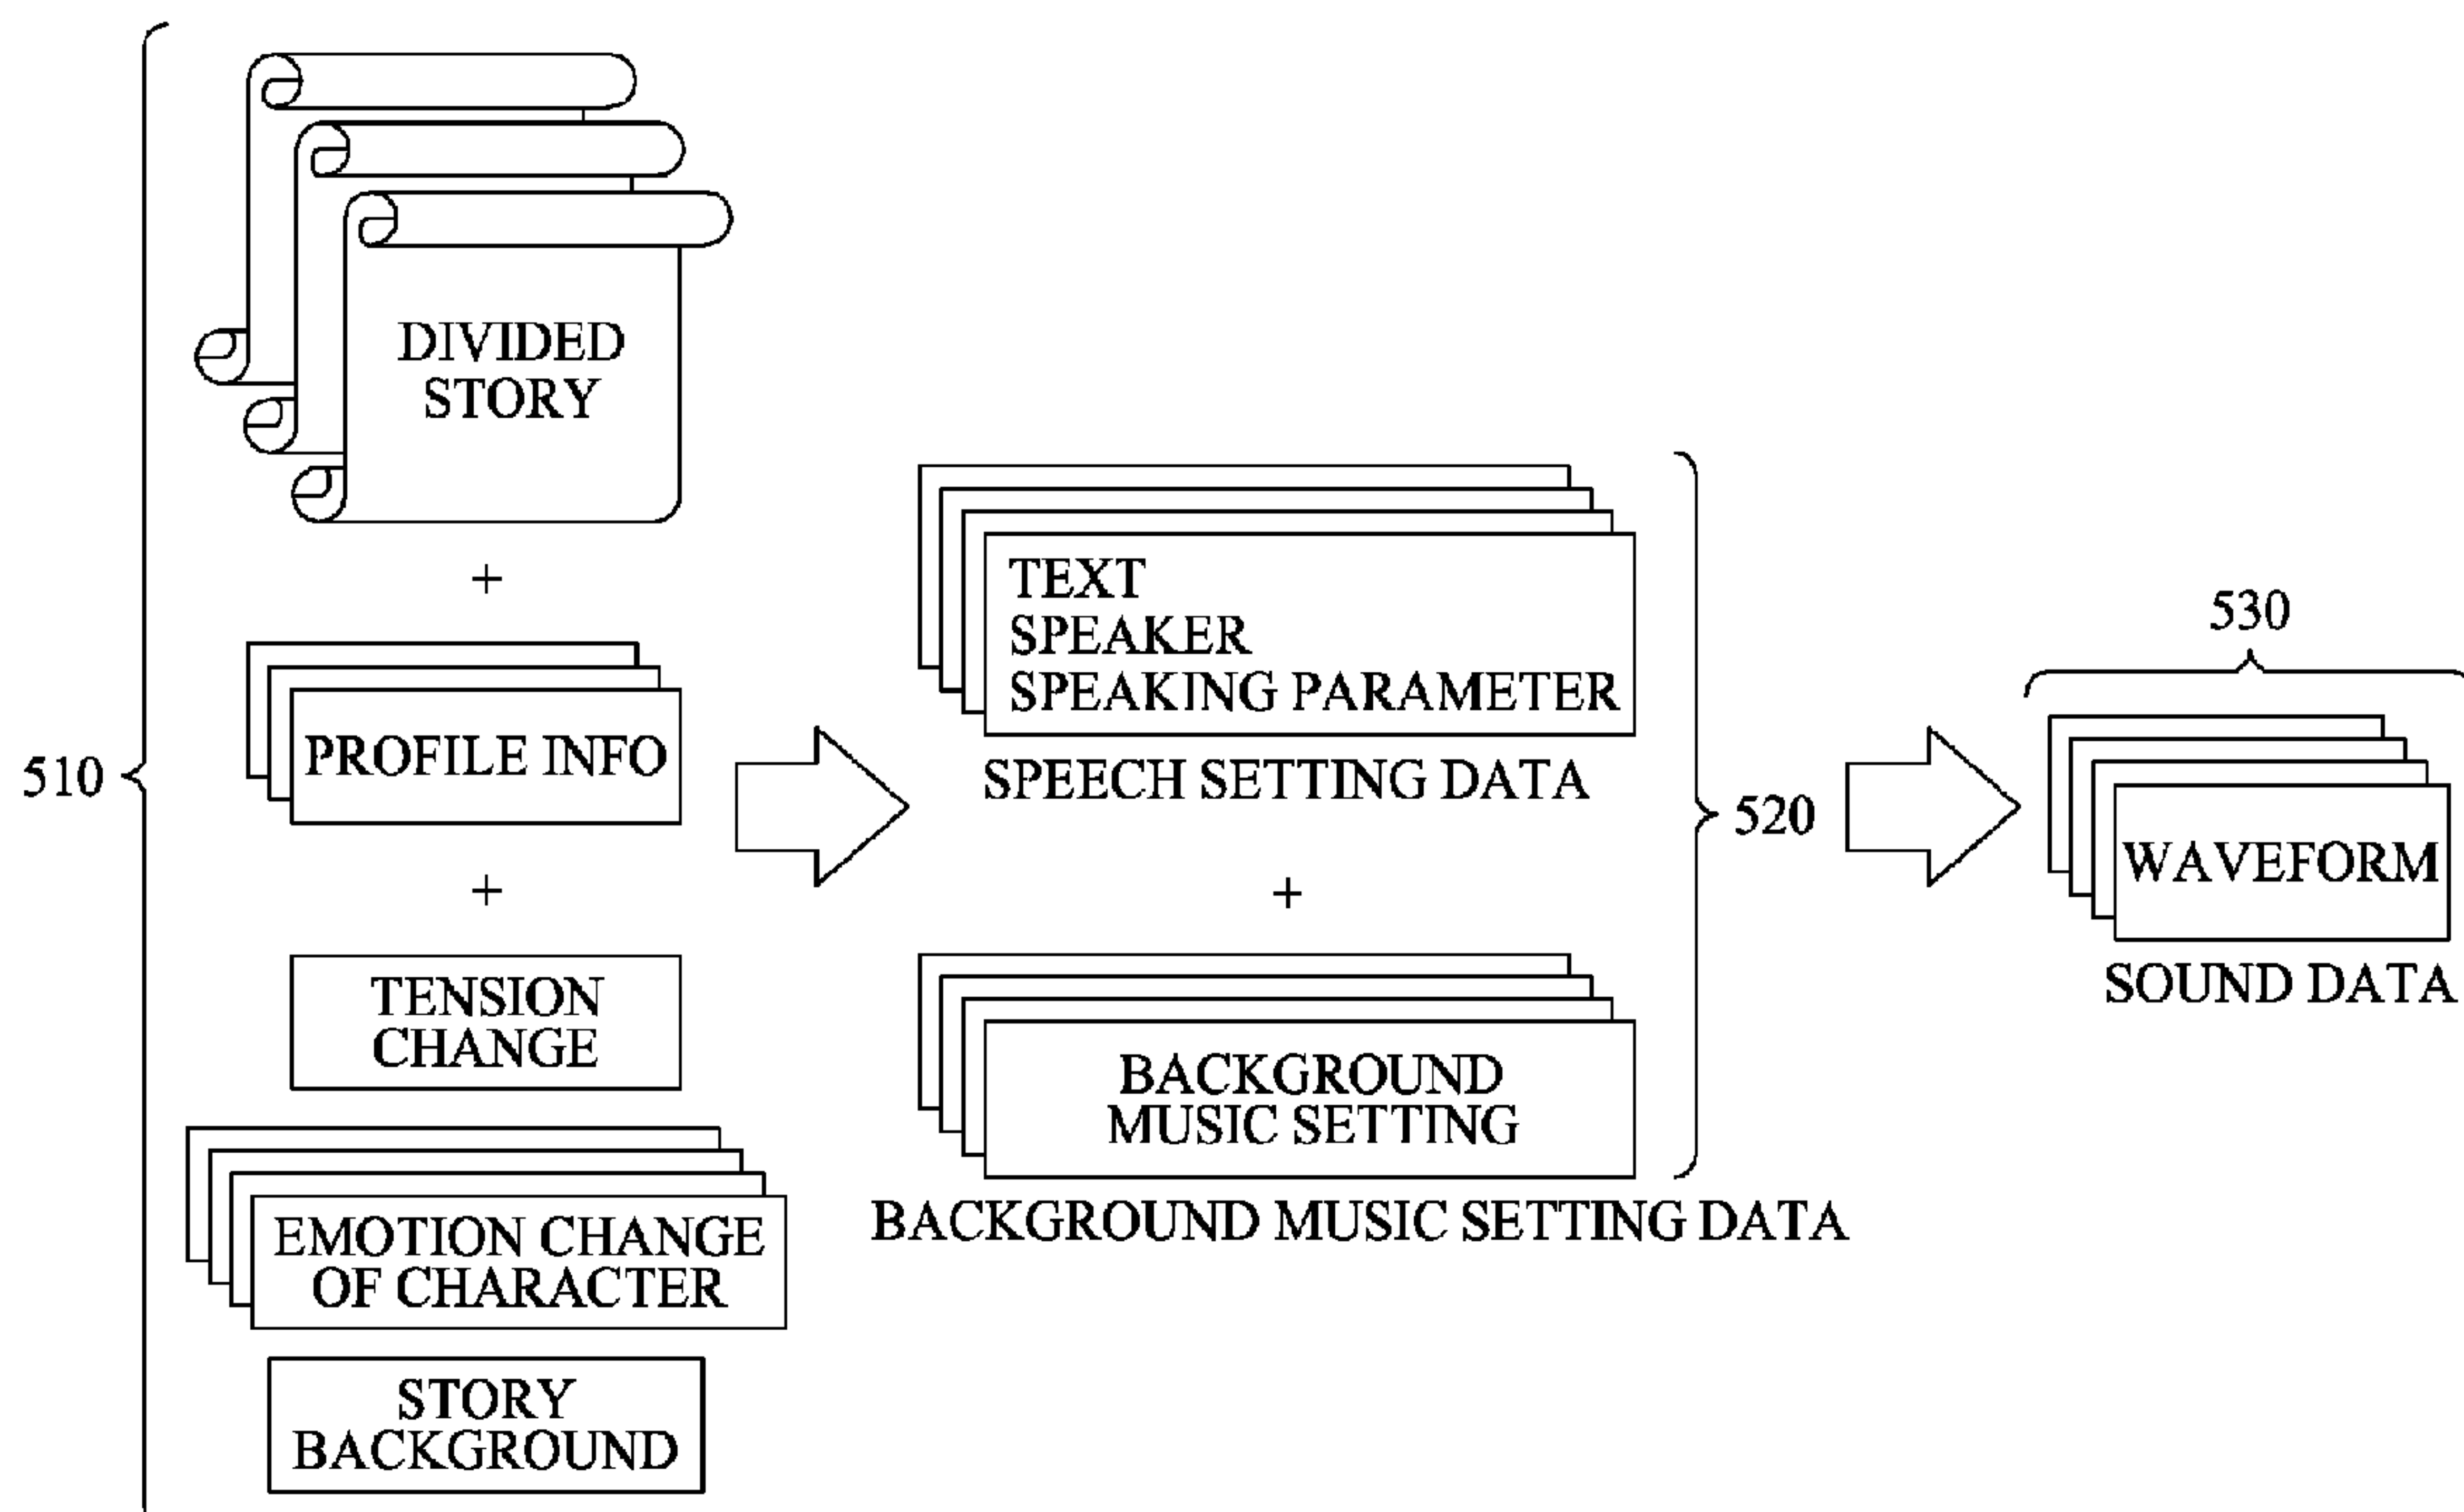 510
DIVIDED
STORY
+
PROFILE INFO
+
TENSION
CHANGE
EMOTION CHANGE
OF CHARACTER
STORY
BACKGROUND
TEXT
SPEAKER
SPEAKING PARAMETER
SPEECH SETTING DATA
+
BACKGROUND
MUSIC SETTING
BACKGROUND MUSIC SETTING DATA
520
530
WAVEFORM
SOUND DATA